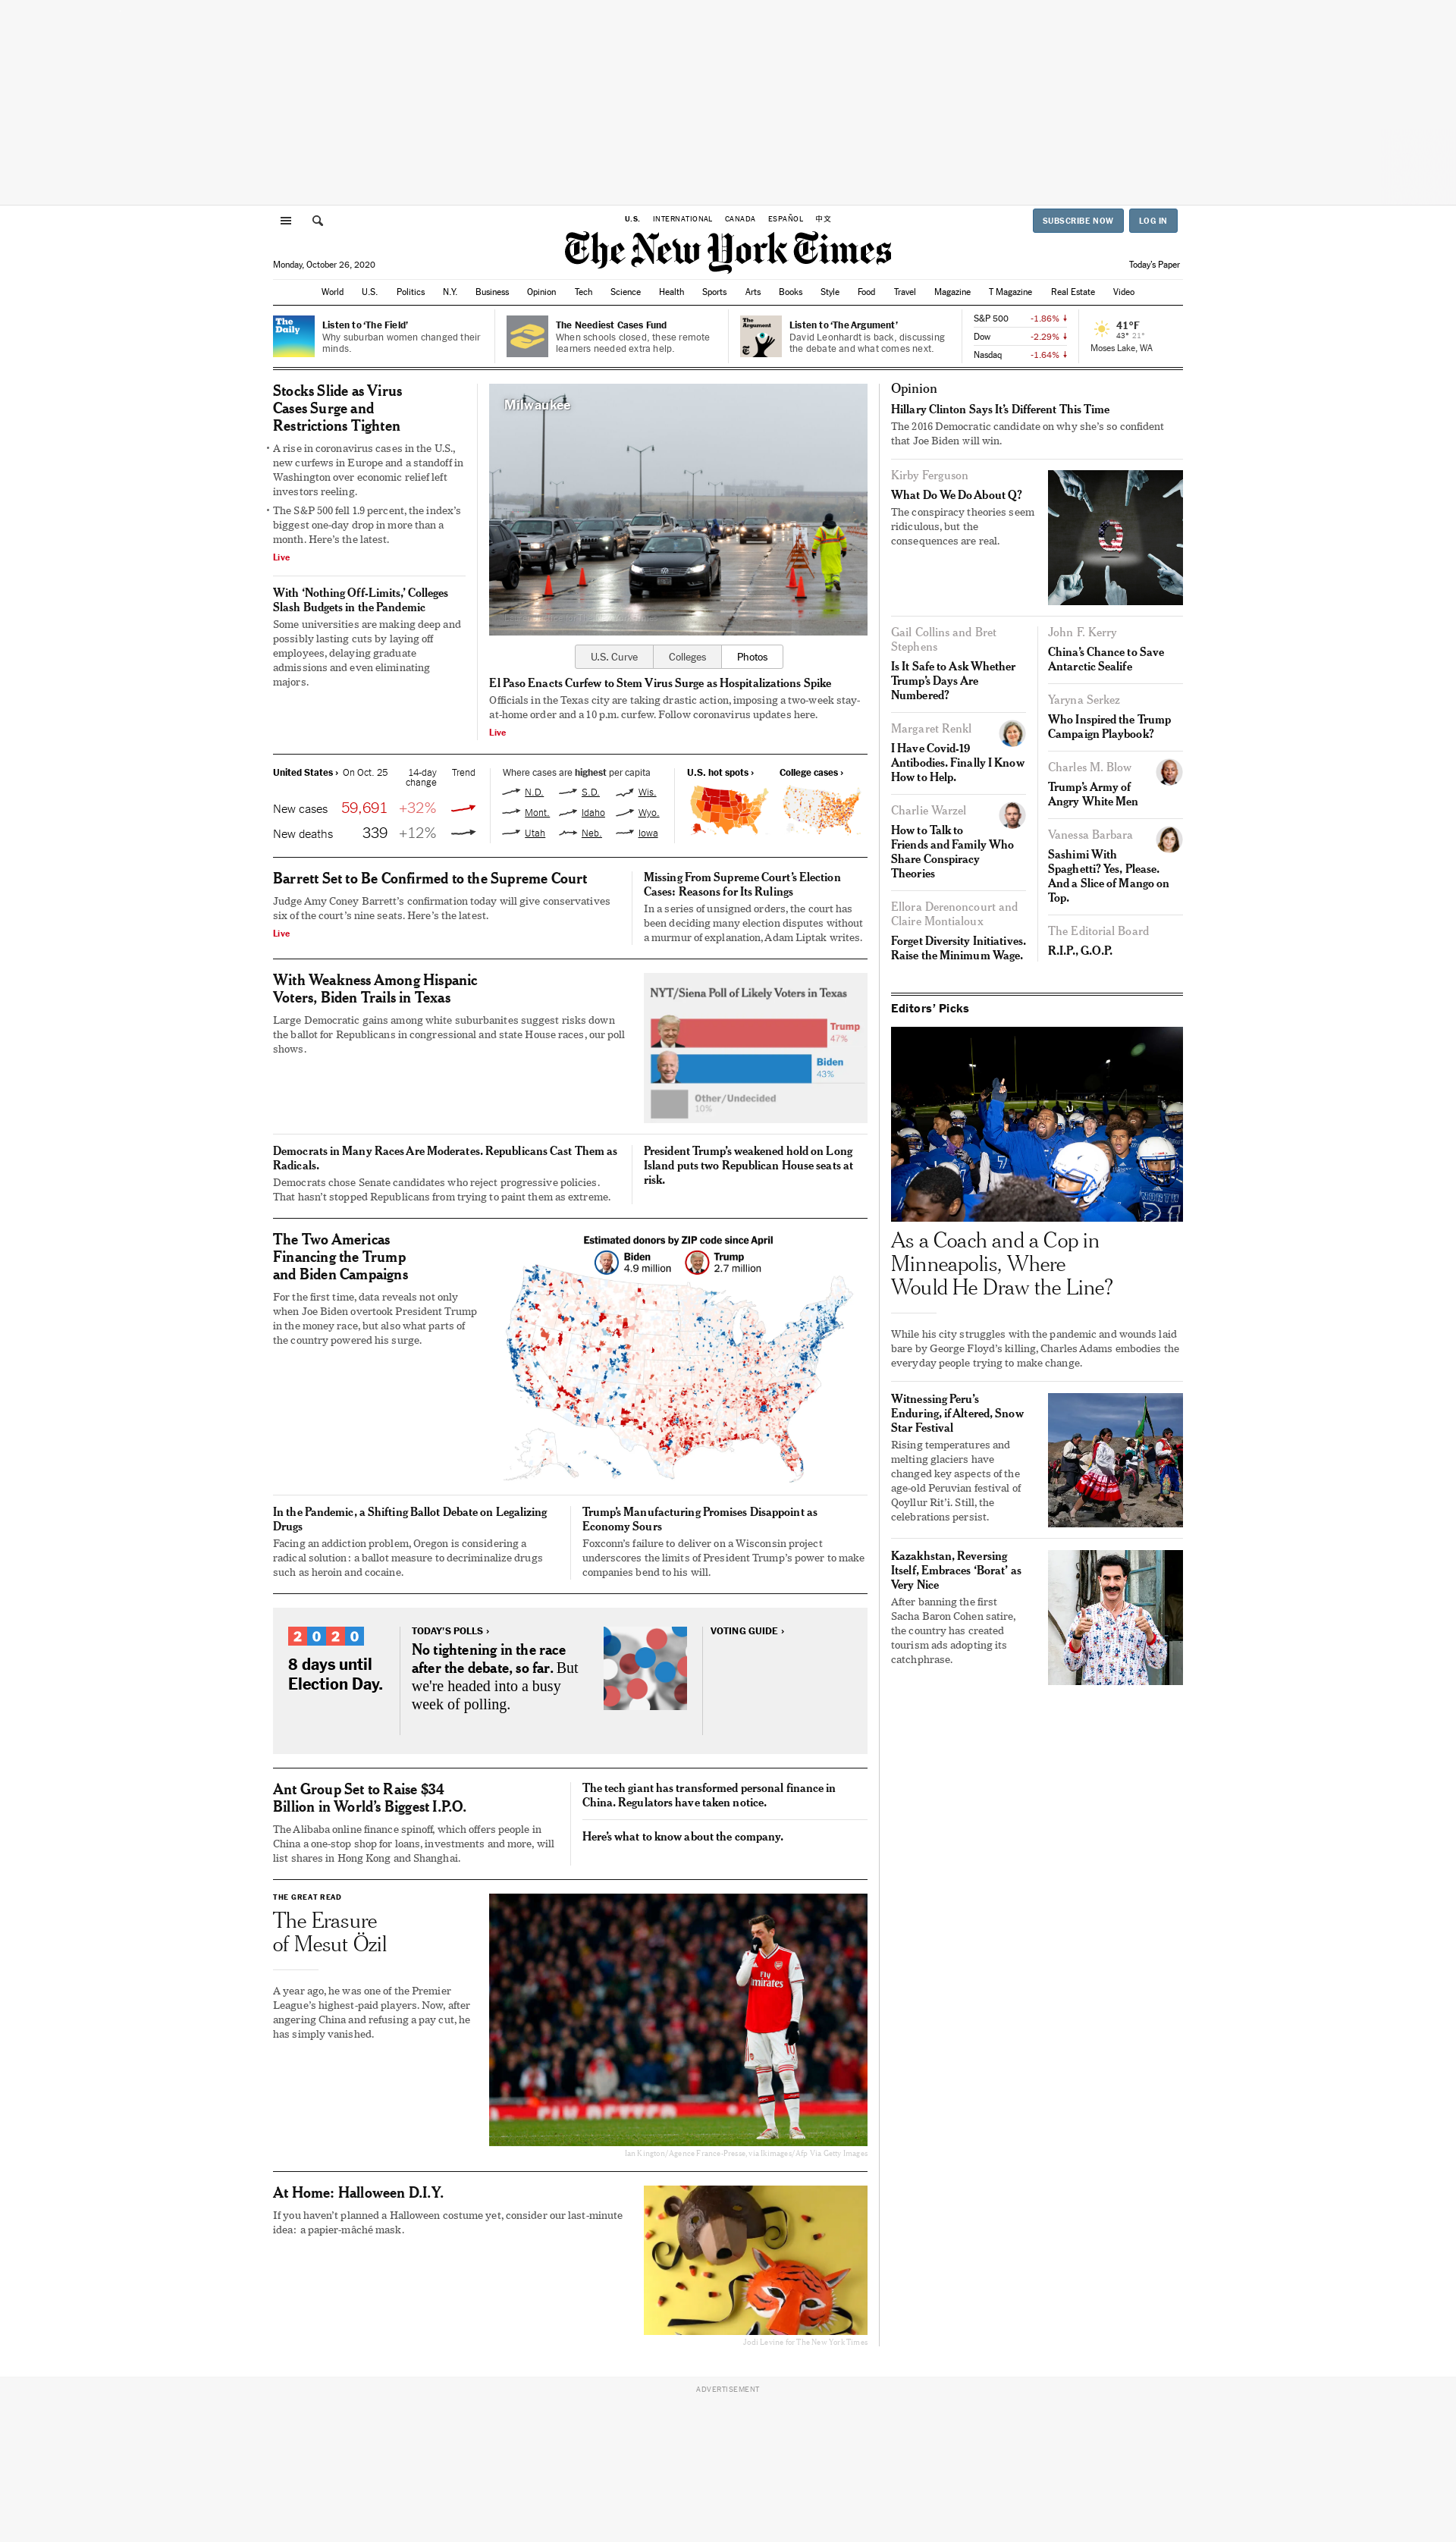 U.S. INTERNATIONAL CANADA ESPAÑOL 中文
SUBSCRIBE NOW LOG IN
The New York Times
Monday, October 26, 2020
Today's Paper
World U.S. Politics N.Y. Business Opinion Tech Science Health Sports Arts Books Style Food Travel Magazine T Magazine Real Estate Video
The
Daily
Listen to ‘The Field’
Why suburban women changed their
minds.
The Neediest Cases Fund
When schools closed, these remote
learners needed extra help.
The
Argument
Listen to ‘The Argument’
David Leonhardt is back, discussing
the debate and what comes next.
S&P 500 -1.86% ↓
Dow -2.29% ↓
Nasdaq -1.64% ↓
41°F
43° 21°
Moses Lake, WA
Stocks Slide as Virus
Cases Surge and
Restrictions Tighten
• A rise in coronavirus cases in the U.S.,
new curfews in Europe and a standoff in
Washington over economic relief left
investors reeling.
• The S&P 500 fell 1.9 percent, the index’s
biggest one-day drop in more than a
month. Here’s the latest.
Live
With ‘Nothing Off-Limits,’ Colleges
Slash Budgets in the Pandemic
Some universities are making deep and
possibly lasting cuts by laying off
employees, delaying graduate
admissions and even eliminating
majors.
Milwaukee
U.S. Curve Colleges Photos
El Paso Enacts Curfew to Stem Virus Surge as Hospitalizations Spike
Officials in the Texas city are taking drastic action, imposing a two-week stay-
at-home order and a 10 p.m. curfew. Follow coronavirus updates here.
Live
United States › On Oct. 25 14-day
change Trend
New cases 59,691 +32%
New deaths 339 +12%
Where cases are highest per capita
N.D. S.D. Wis.
Mont. Idaho Wyo.
Utah Neb. Iowa
U.S. hot spots › College cases ›
Barrett Set to Be Confirmed to the Supreme Court
Judge Amy Coney Barrett’s confirmation today will give conservatives
six of the court’s nine seats. Here’s the latest.
Live
Missing From Supreme Court’s Election
Cases: Reasons for Its Rulings
In a series of unsigned orders, the court has
been deciding many election disputes without
a murmur of explanation, Adam Liptak writes.
With Weakness Among Hispanic
Voters, Biden Trails in Texas
Large Democratic gains among white suburbanites suggest risks down
the ballot for Republicans in congressional and state House races, our poll
shows.
NYT/Siena Poll of Likely Voters in Texas
Trump
47%
Biden
43%
Other/Undecided
10%
Democrats in Many Races Are Moderates. Republicans Cast Them as
Radicals.
Democrats chose Senate candidates who reject progressive policies.
That hasn’t stopped Republicans from trying to paint them as extreme.
President Trump’s weakened hold on Long
Island puts two Republican House seats at
risk.
The Two Americas
Financing the Trump
and Biden Campaigns
For the first time, data reveals not only
when Joe Biden overtook President Trump
in the money race, but also what parts of
the country powered his surge.
Estimated donors by ZIP code since April
Biden
4.9 million
Trump
2.7 million
In the Pandemic, a Shifting Ballot Debate on Legalizing
Drugs
Facing an addiction problem, Oregon is considering a
radical solution: a ballot measure to decriminalize drugs
such as heroin and cocaine.
Trump’s Manufacturing Promises Disappoint as
Economy Sours
Foxconn’s failure to deliver on a Wisconsin project
underscores the limits of President Trump’s power to make
companies bend to his will.
2020
8 days until
Election Day.
TODAY’S POLLS ›
No tightening in the race
after the debate, so far. But
we're headed into a busy
week of polling.
VOTING GUIDE ›
Ant Group Set to Raise $34
Billion in World’s Biggest I.P.O.
The Alibaba online finance spinoff, which offers people in
China a one-stop shop for loans, investments and more, will
list shares in Hong Kong and Shanghai.
The tech giant has transformed personal finance in
China. Regulators have taken notice.
Here’s what to know about the company.
THE GREAT READ
The Erasure
of Mesut Özil
A year ago, he was one of the Premier
League’s highest-paid players. Now, after
angering China and refusing a pay cut, he
has simply vanished.
Fly
Emirates
10
Ian Kington/Agence France-Presse, via Ikimages/Afp Via Getty Images
At Home: Halloween D.I.Y.
If you haven’t planned a Halloween costume yet, consider our last-minute
idea: a papier-mâché mask.
Jodi Levine for The New York Times
Opinion
Hillary Clinton Says It’s Different This Time
The 2016 Democratic candidate on why she’s so confident
that Joe Biden will win.
Kirby Ferguson
What Do We Do About Q?
The conspiracy theories seem
ridiculous, but the
consequences are real.
Q
Gail Collins and Bret
Stephens
Is It Safe to Ask Whether
Trump’s Days Are
Numbered?
Margaret Renkl
I Have Covid-19
Antibodies. Finally I Know
How to Help.
Charlie Warzel
How to Talk to
Friends and Family Who
Share Conspiracy
Theories
Ellora Derenoncourt and
Claire Montialoux
Forget Diversity Initiatives.
Raise the Minimum Wage.
John F. Kerry
China’s Chance to Save
Antarctic Sealife
Yaryna Serkez
Who Inspired the Trump
Campaign Playbook?
Charles M. Blow
Trump’s Army of
Angry White Men
Vanessa Barbara
Sashimi With
Spaghetti? Yes, Please.
And a Slice of Mango on
Top.
The Editorial Board
R.I.P., G.O.P.
Editors’ Picks
NORTH
21
As a Coach and a Cop in
Minneapolis, Where
Would He Draw the Line?
While his city struggles with the pandemic and wounds laid
bare by George Floyd’s killing, Charles Adams embodies the
everyday people trying to make change.
Witnessing Peru’s
Enduring, if Altered, Snow
Star Festival
Rising temperatures and
melting glaciers have
changed key aspects of the
age-old Peruvian festival of
Qoyllur Rit’i. Still, the
celebrations persist.
Kazakhstan, Reversing
Itself, Embraces ‘Borat’ as
Very Nice
After banning the first
Sacha Baron Cohen satire,
the country has created
tourism ads adopting its
catchphrase.
ADVERTISEMENT